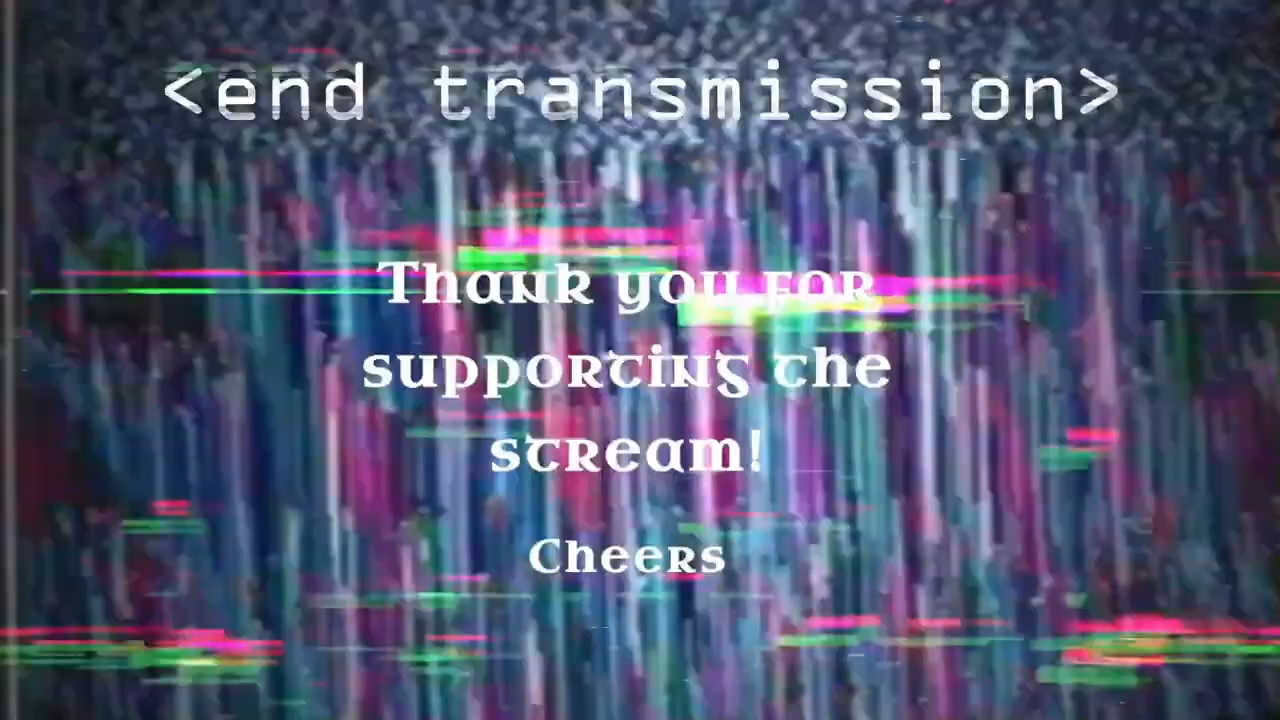 <end transmission>
Thank you for
supporting the
stream!
Cheers